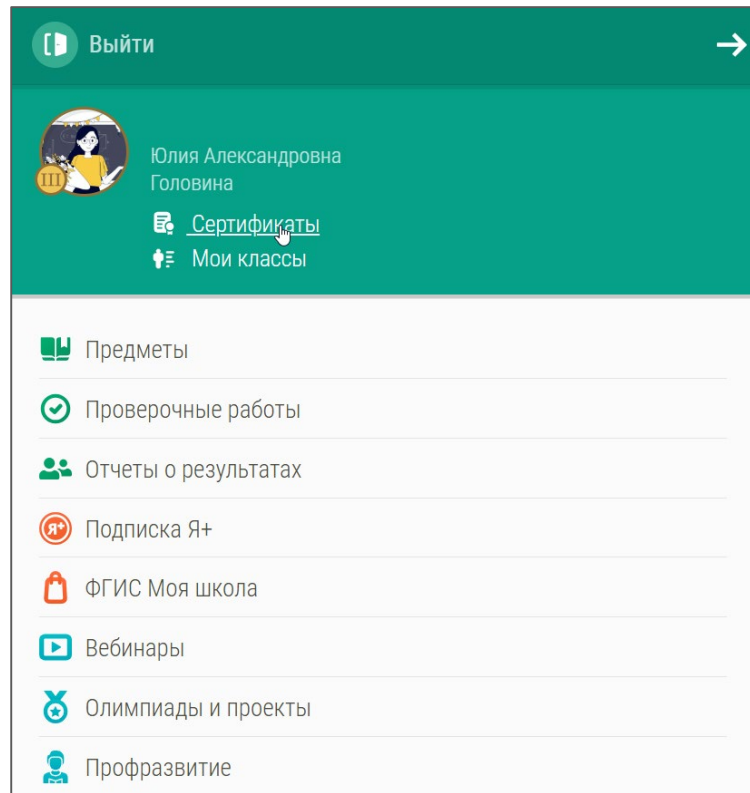 Выйти
Юлия Александровна
Головина
III
Сертификаты
Мои классы
Предметы
Проверочные работы
Отчеты о результатах
Я+
Подписка Я+
ФГИС Моя школа
Вебинары
Олимпиады и проекты
Профразвитие